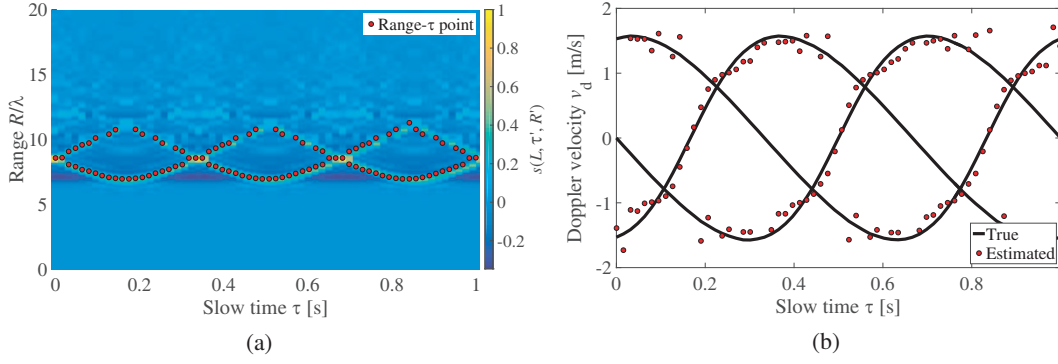 20
15
10
5
0
Range R/λ
0
0.2
0.4
0.6
0.8
1
Slow time τ [s]
Range-τ point
1
0.8
0.6
0.4
0.2
0
-0.2
s(L, τ', R')
(a)
2
1
0
-1
-2
Doppler velocity v_d [m/s]
0
0.2
0.4
0.6
0.8
Slow time τ [s]
True
Estimated
(b)